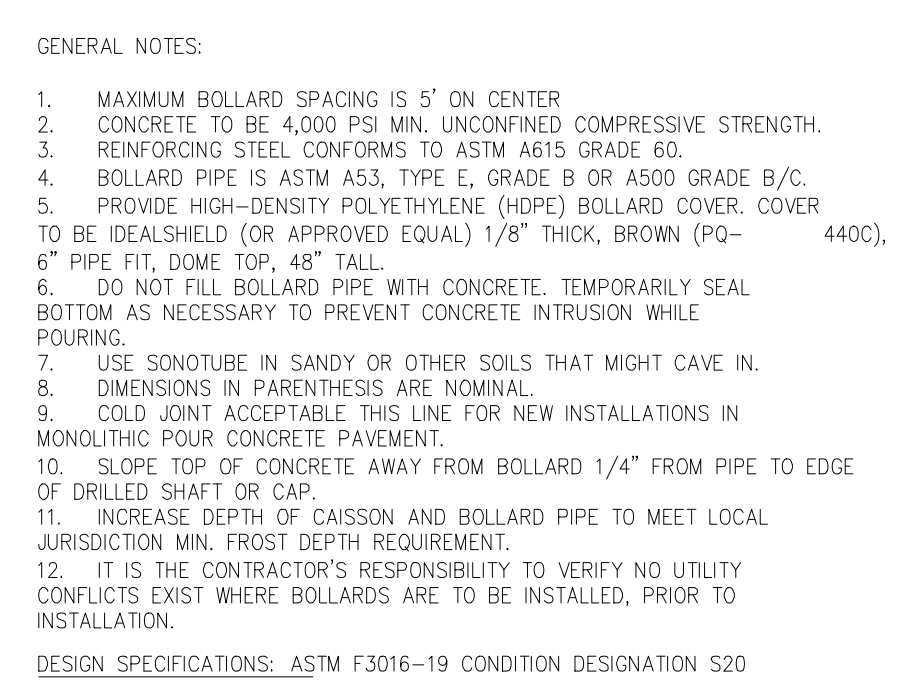 GENERAL NOTES:
1. MAXIMUM BOLLARD SPACING IS 5' ON CENTER
2. CONCRETE TO BE 4,000 PSI MIN. UNCONFINED COMPRESSIVE STRENGTH.
3. REINFORCING STEEL CONFORMS TO ASTM A615 GRADE 60.
4. BOLLARD PIPE IS ASTM A53, TYPE E, GRADE B OR A500 GRADE B/C.
5. PROVIDE HIGH-DENSITY POLYETHYLENE (HDPE) BOLLARD COVER. COVER
TO BE IDEALSHIELD (OR APPROVED EQUAL) 1/8" THICK, BROWN (PQ- 440C),
6" PIPE FIT, DOME TOP, 48" TALL.
6. DO NOT FILL BOLLARD PIPE WITH CONCRETE. TEMPORARILY SEAL
BOTTOM AS NECESSARY TO PREVENT CONCRETE INTRUSION WHILE
POURING.
7. USE SONOTUBE IN SANDY OR OTHER SOILS THAT MIGHT CAVE IN.
8. DIMENSIONS IN PARENTHESIS ARE NOMINAL.
9. COLD JOINT ACCEPTABLE THIS LINE FOR NEW INSTALLATIONS IN
MONOLITHIC POUR CONCRETE PAVEMENT.
10. SLOPE TOP OF CONCRETE AWAY FROM BOLLARD 1/4" FROM PIPE TO EDGE
OF DRILLED SHAFT OR CAP.
11. INCREASE DEPTH OF CAISSON AND BOLLARD PIPE TO MEET LOCAL
JURISDICTION MIN. FROST DEPTH REQUIREMENT.
12. IT IS THE CONTRACTOR'S RESPONSIBILITY TO VERIFY NO UTILITY
CONFLICTS EXIST WHERE BOLLARDS ARE TO BE INSTALLED, PRIOR TO
INSTALLATION.
DESIGN SPECIFICATIONS: ASTM F3016-19 CONDITION DESIGNATION S20